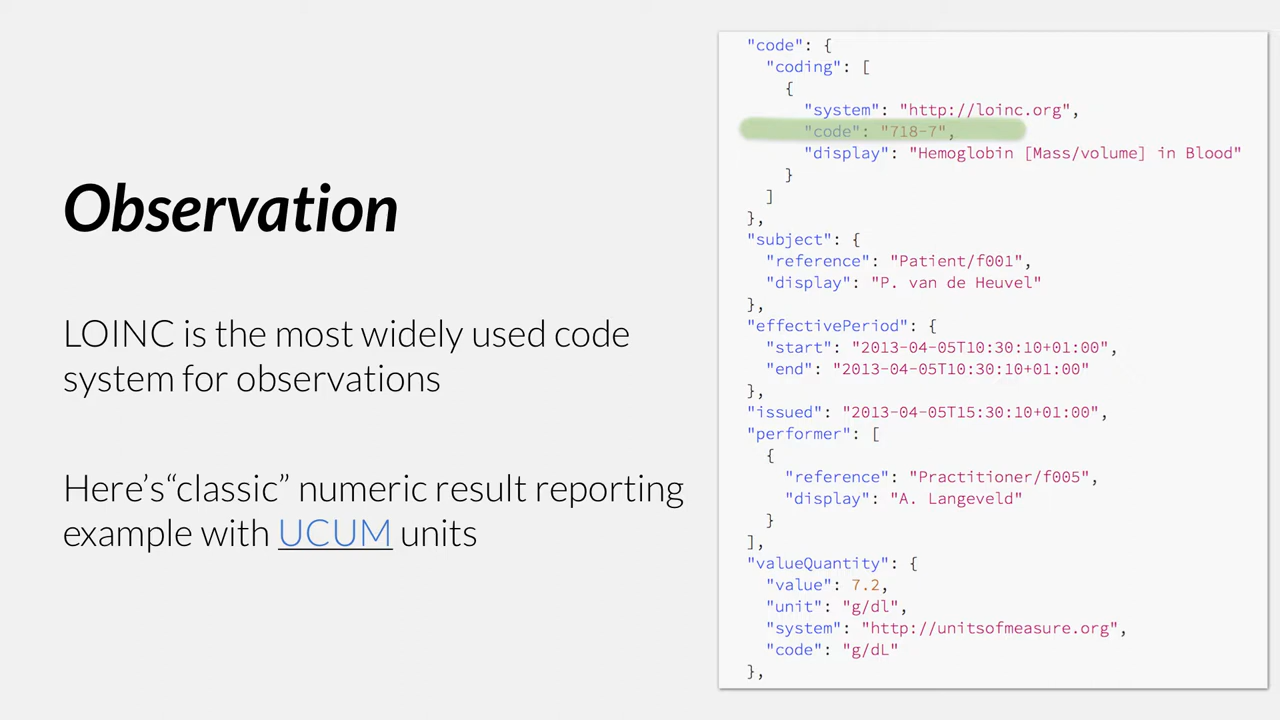 Observation
LOINC is the most widely used code
system for observations
Here's“classic” numeric result reporting
example with UCUM units
"code": {
"coding": [
{
"system": "http://loinc.org",
"code": "718-7",
"display": "Hemoglobin [Mass/volume] in Blood"
}
]
},
"subject": {
"reference": "Patient/f001",
"display": "P. van de Heuvel"
},
"effectivePeriod": {
"start": "2013-04-05T10:30:10+01:00",
"end": "2013-04-05T10:30:10+01:00"
},
"issued": "2013-04-05T15:30:10+01:00",
"performer": [
{
"reference": "Practitioner/f005",
"display": "A. Langeveld"
}
],
"valueQuantity": {
"value": 7.2,
"unit": "g/dl",
"system": "http://unitsofmeasure.org",
"code": "g/dL"
},